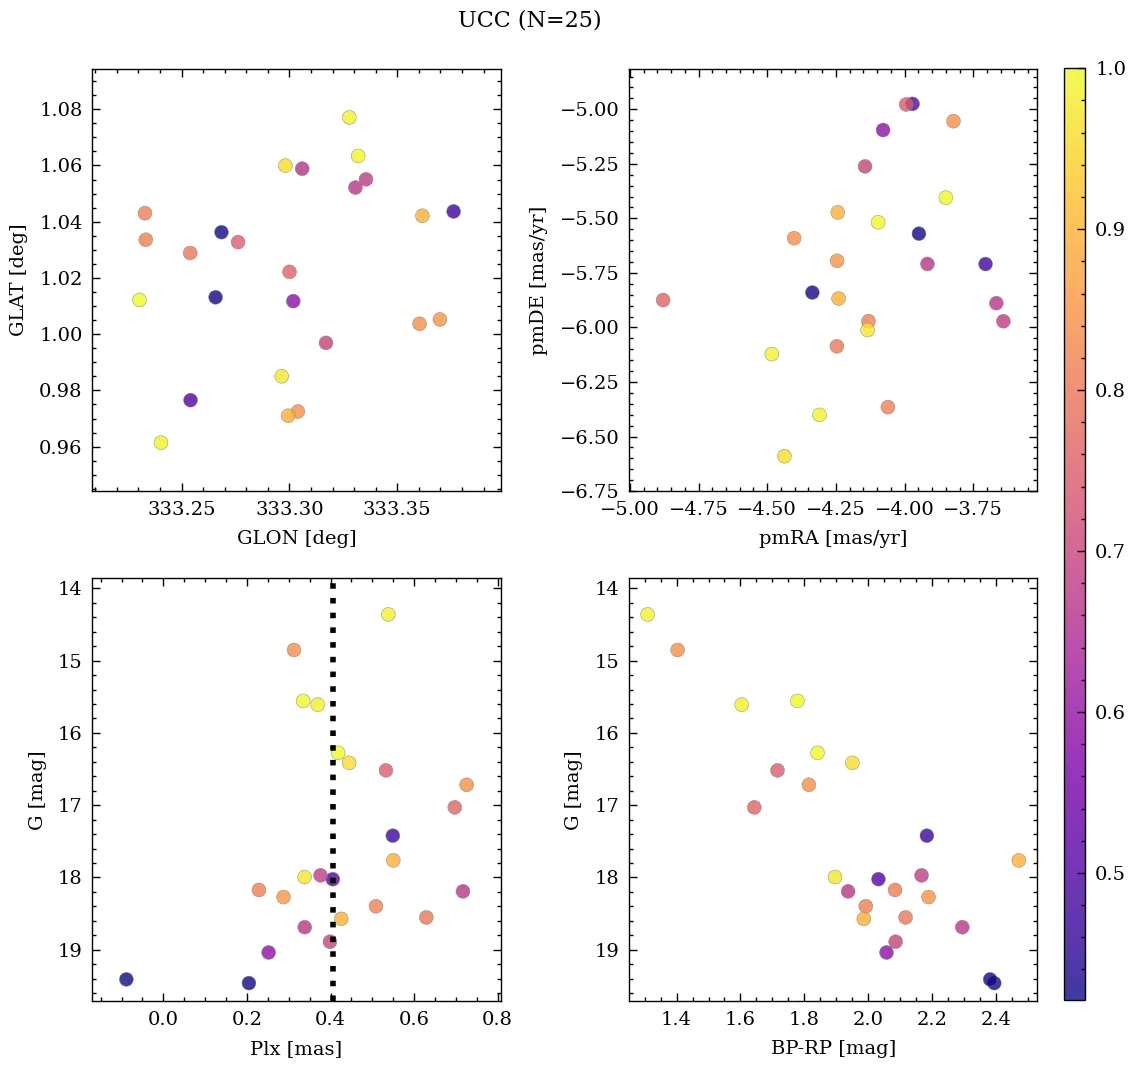 UCC (N=25)
1.08
1.06
1.04
1.02
1.00
0.98
0.96
GLAT [deg]
333.25 333.30 333.35
GLON [deg]
−5.00
−5.25
−5.50
−5.75
−6.00
−6.25
−6.50
−6.75
pmDE [mas/yr]
−5.00 −4.75 −4.50 −4.25 −4.00 −3.75
pmRA [mas/yr]
14
15
16
17
18
19
G [mag]
0.0 0.2 0.4 0.6 0.8
Plx [mas]
14
15
16
17
18
19
G [mag]
1.4 1.6 1.8 2.0 2.2 2.4
BP-RP [mag]
1.0
0.9
0.8
0.7
0.6
0.5